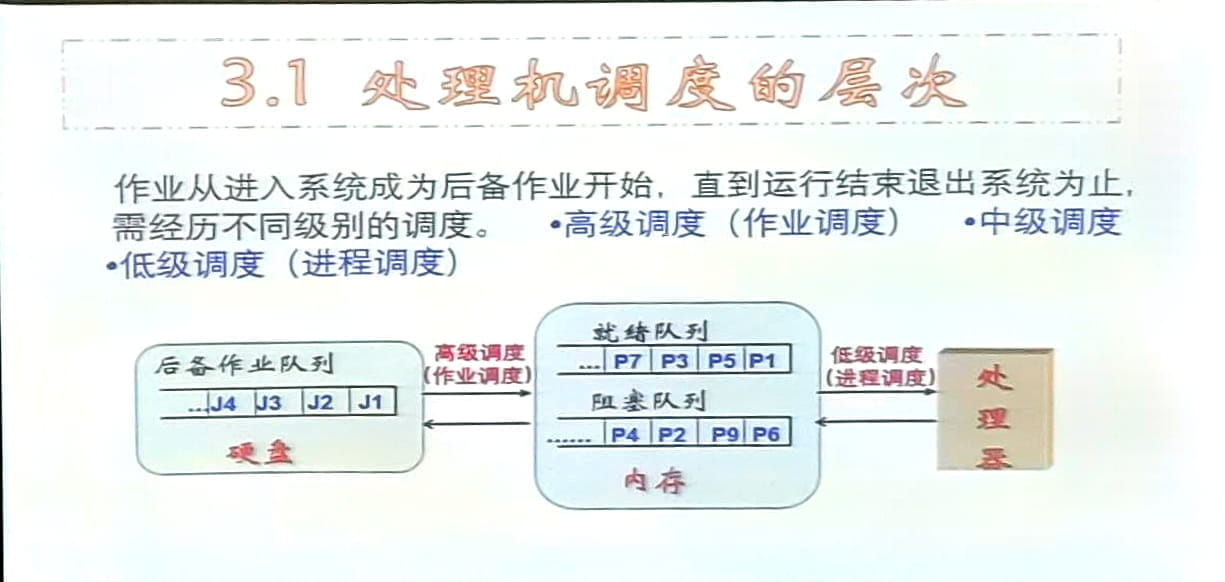 3.1 处理机调度的层次
作业从进入系统成为后备作业开始，直到运行结束退出系统为止，
需经历不同级别的调度。 •高级调度（作业调度） •中级调度
•低级调度（进程调度）
后备作业队列
...J4 J3 J2 J1
硬盘
高级调度
(作业调度)
就绪队列
... P7 P3 P5 P1
阻塞队列
...... P4 P2 P9 P6
内存
低级调度
(进程调度)
处
理
器